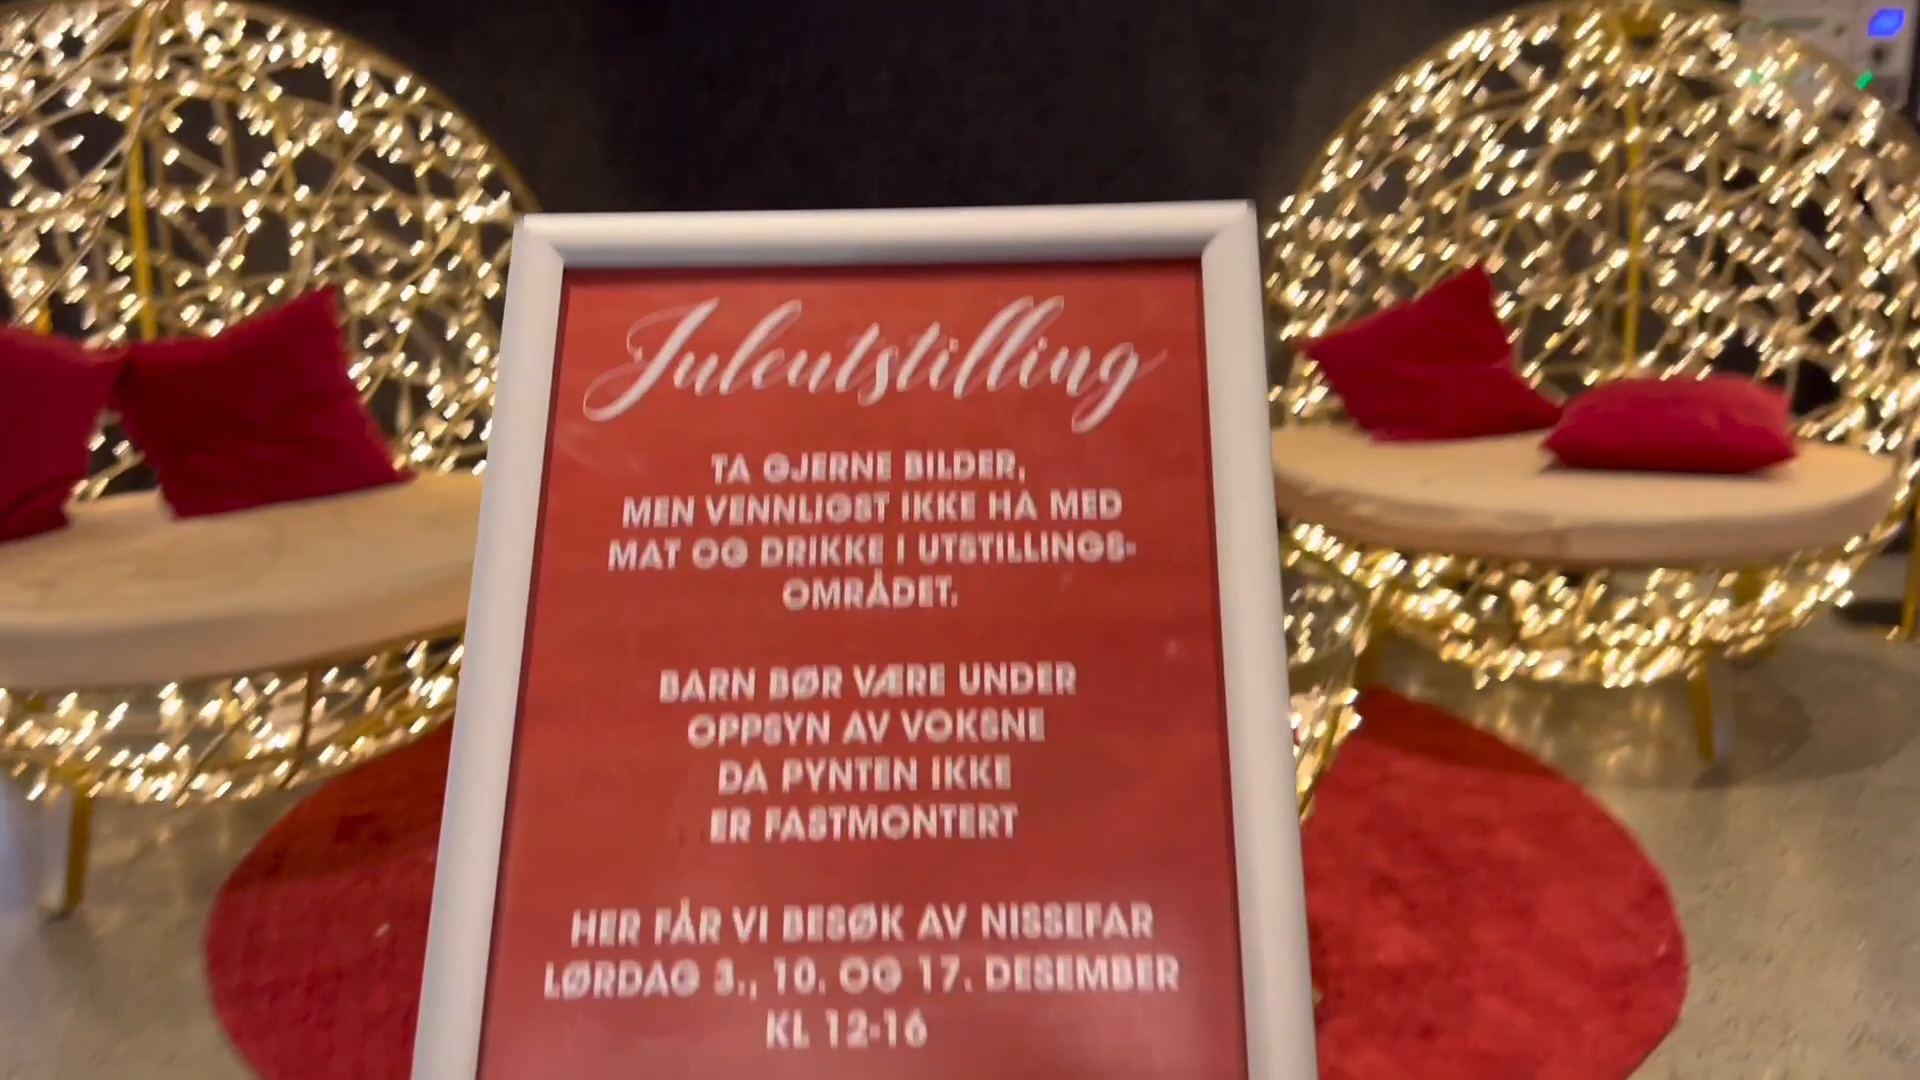 Juleutstilling
TA GJERNE BILDER,
MEN VENNLIGST IKKE HA MED
MAT OG DRIKKE I UTSTILLINGS-
OMRÅDET.
BARN BØR VÆRE UNDER
OPPSYN AV VOKSNE
DA PYNTEN IKKE
ER FASTMONTERT
HER FÅR VI BESØK AV NISSEFAR
LØRDAG 3., 10. OG 17. DESEMBER
KL 12-16